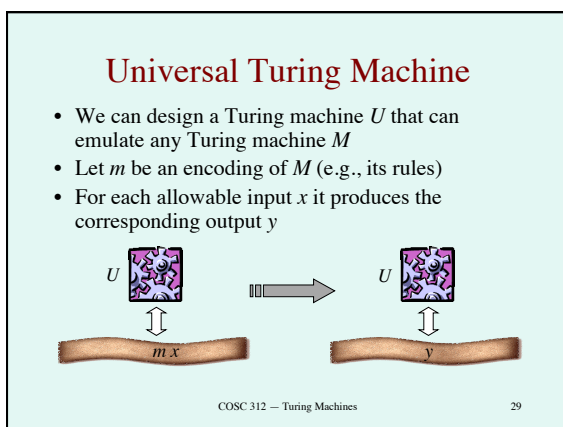 Universal Turing Machine
• We can design a Turing machine U that can
emulate any Turing machine M
• Let m be an encoding of M (e.g., its rules)
• For each allowable input x it produces the
corresponding output y
U
U
m x
y
COSC 312 — Turing Machines
29